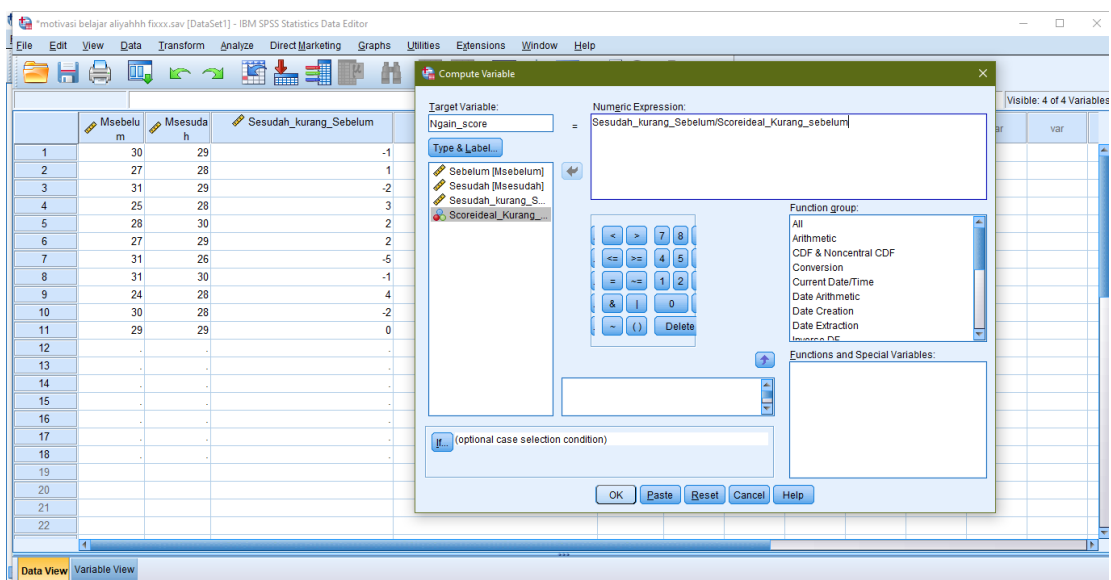 *motivasi belajar aliyahhh fixxx.sav [DataSet1] - IBM SPSS Statistics Data Editor
File Edit View Data Transform Analyze Direct Marketing Graphs Utilities Extensions Window Help
Visible: 4 of 4 Variables
Msebelu
m
Msesuda
h
Sesudah_kurang_Sebelum
ar
var
1 30 29 -1
2 27 28 1
3 31 29 -2
4 25 28 3
5 28 30 2
6 27 29 2
7 31 26 -5
8 31 30 -1
9 24 28 4
10 30 28 -2
11 29 29 0
12 . . .
13 . . .
14 . . .
15 . . .
16 . . .
17 . . .
18 . . .
19
20
21
22
Data View Variable View
Compute Variable
Target Variable:
Ngain_score
=
Numeric Expression:
Sesudah_kurang_Sebelum/Scoreideal_Kurang_sebelum
Type & Label...
Sebelum [Msebelum]
Sesudah [Msesudah]
Sesudah_kurang_S...
Scoreideal_Kurang_...
< > 7 8
<= >= 4 5
= ~= 1 2
& | 0
~ () Delete
Function group:
All
Arithmetic
CDF & Noncentral CDF
Conversion
Current Date/Time
Date Arithmetic
Date Creation
Date Extraction
Inverse DF
Functions and Special Variables:
If... (optional case selection condition)
OK Paste Reset Cancel Help